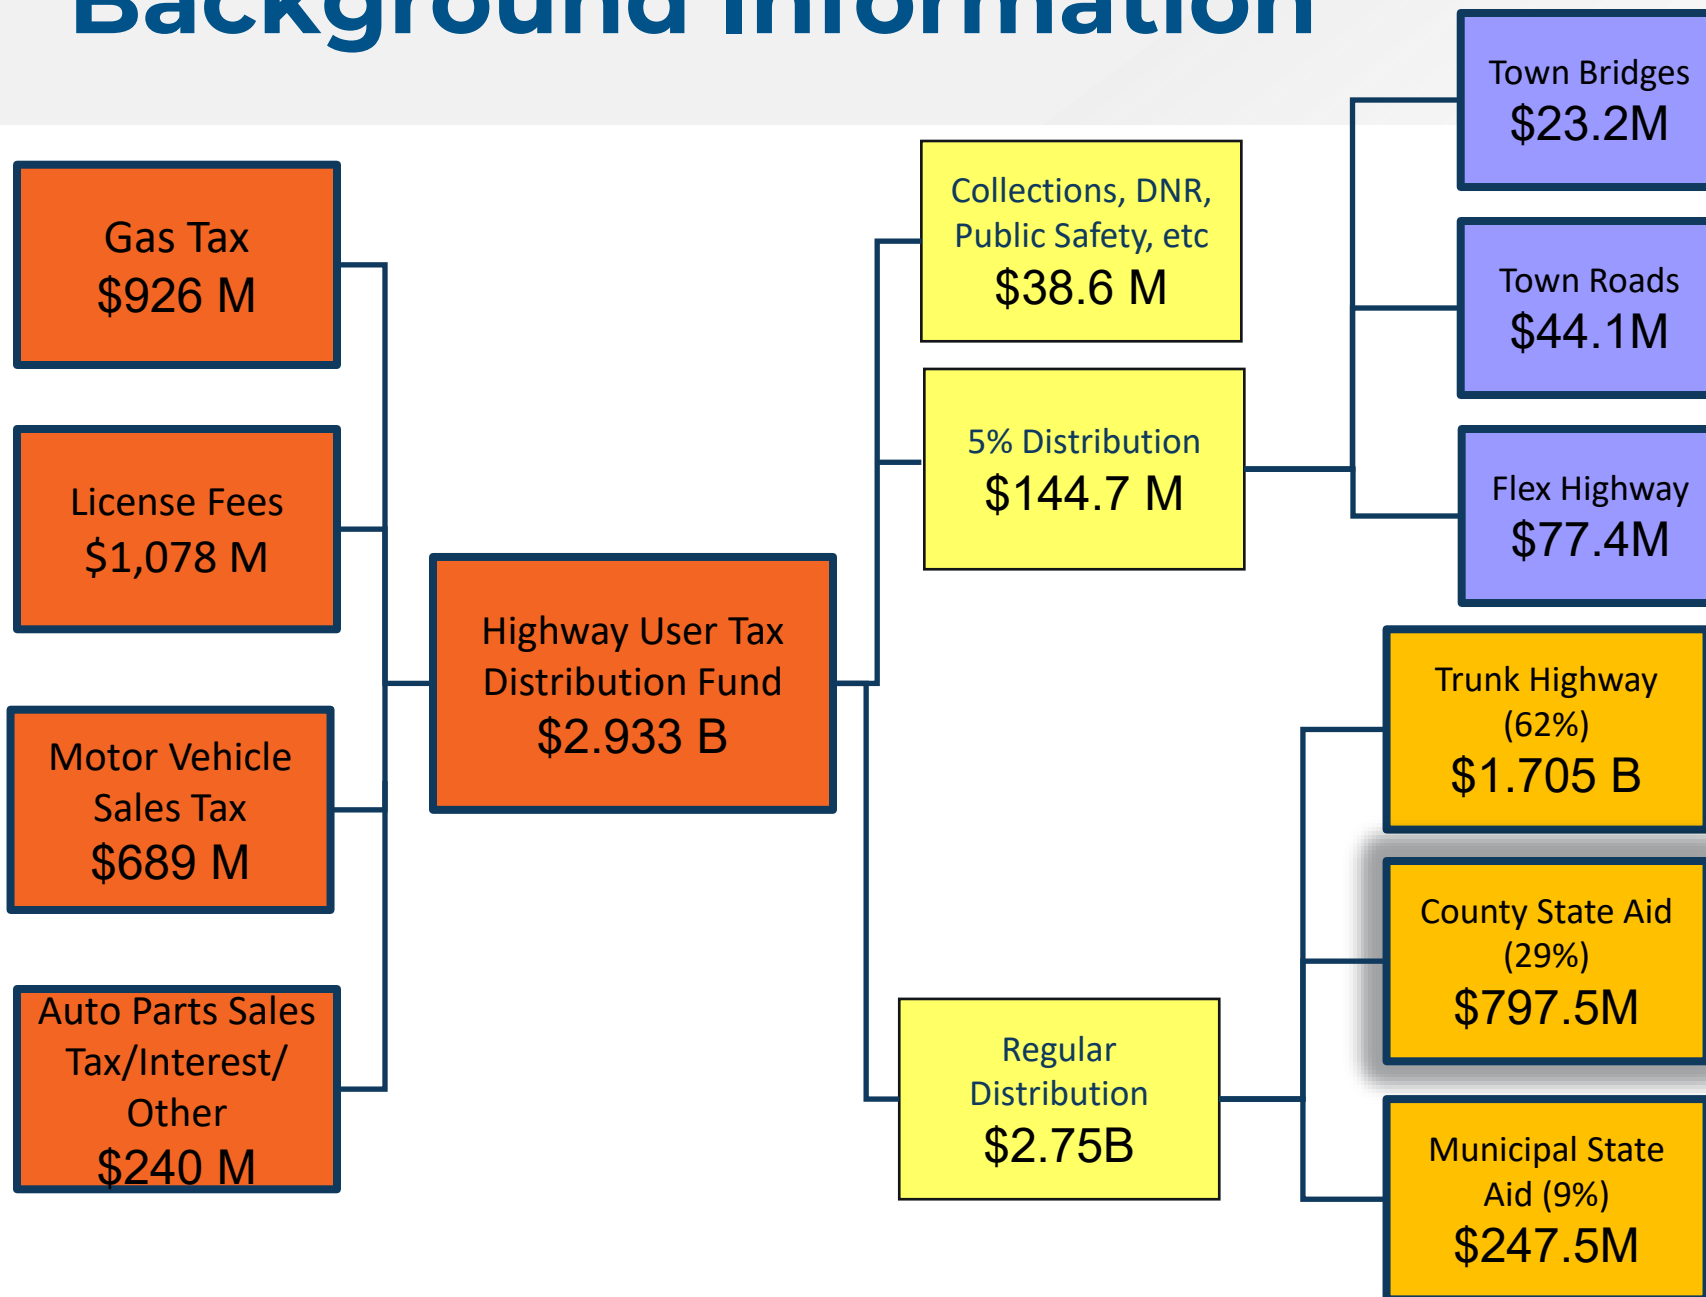 Background Information
Gas Tax
$926 M
License Fees
$1,078 M
Motor Vehicle
Sales Tax
$689 M
Auto Parts Sales
Tax/Interest/
Other
$240 M
Highway User Tax
Distribution Fund
$2.933 B
Collections, DNR,
Public Safety, etc
$38.6 M
5% Distribution
$144.7 M
Regular
Distribution
$2.75B
Town Bridges
$23.2M
Town Roads
$44.1M
Flex Highway
$77.4M
Trunk Highway
(62%)
$1.705 B
County State Aid
(29%)
$797.5M
Municipal State
Aid (9%)
$247.5M